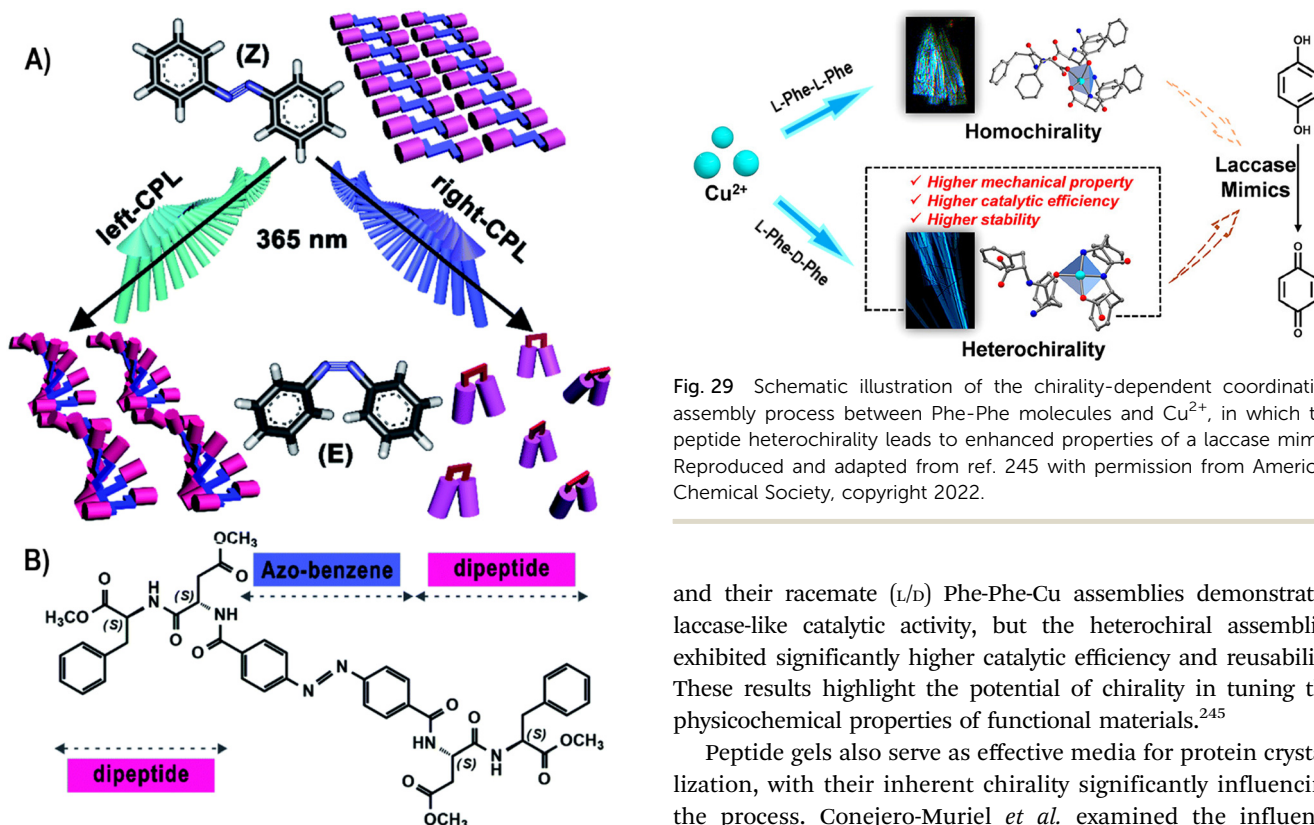 A)
(Z)
left-CPL
right-CPL
365 nm
(E)
B)
OCH3
O
Azo-benzene
dipeptide
O
(S)
H
N
H3CO
(S)
O
NH
O
N
N
O
N
H
(S)
O
H
N
(S)
OCH3
O
O
OCH3
dipeptide
L-Phe-L-Phe
Homochirality
OH
OH
Cu2+
✓ Higher mechanical property
✓ Higher catalytic efficiency
✓ Higher stability
Laccase
Mimics
L-Phe-D-Phe
Heterochirality
O
O
Fig. 29 Schematic illustration of the chirality-dependent coordinati
assembly process between Phe-Phe molecules and Cu2+, in which t
peptide heterochirality leads to enhanced properties of a laccase mim
Reproduced and adapted from ref. 245 with permission from Americ
Chemical Society, copyright 2022.
and their racemate (L/D) Phe-Phe-Cu assemblies demonstrat
laccase-like catalytic activity, but the heterochiral assembli
exhibited significantly higher catalytic efficiency and reusabili
These results highlight the potential of chirality in tuning t
physicochemical properties of functional materials.245
Peptide gels also serve as effective media for protein crysta
lization, with their inherent chirality significantly influencin
the process. Conejero-Muriel et al. examined the influen